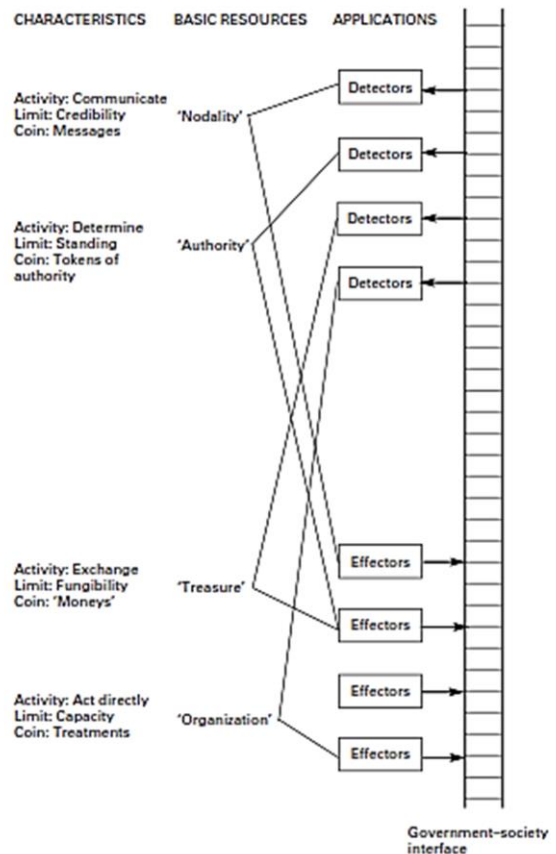 CHARACTERISTICS BASIC RESOURCES APPLICATIONS
Detectors
Activity: Communicate
Limit: Credibility
Coin: Messages
'Nodality'
Detectors
Detectors
Activity: Determine
Limit: Standing
Coin: Tokens of
authority
'Authority'
Detectors
Effectors
Activity: Exchange
Limit: Fungibility
Coin: 'Moneys'
'Treasure'
Effectors
Effectors
Activity: Act directly
Limit: Capacity
Coin: Treatments
'Organization'
Effectors
Government–society
interface